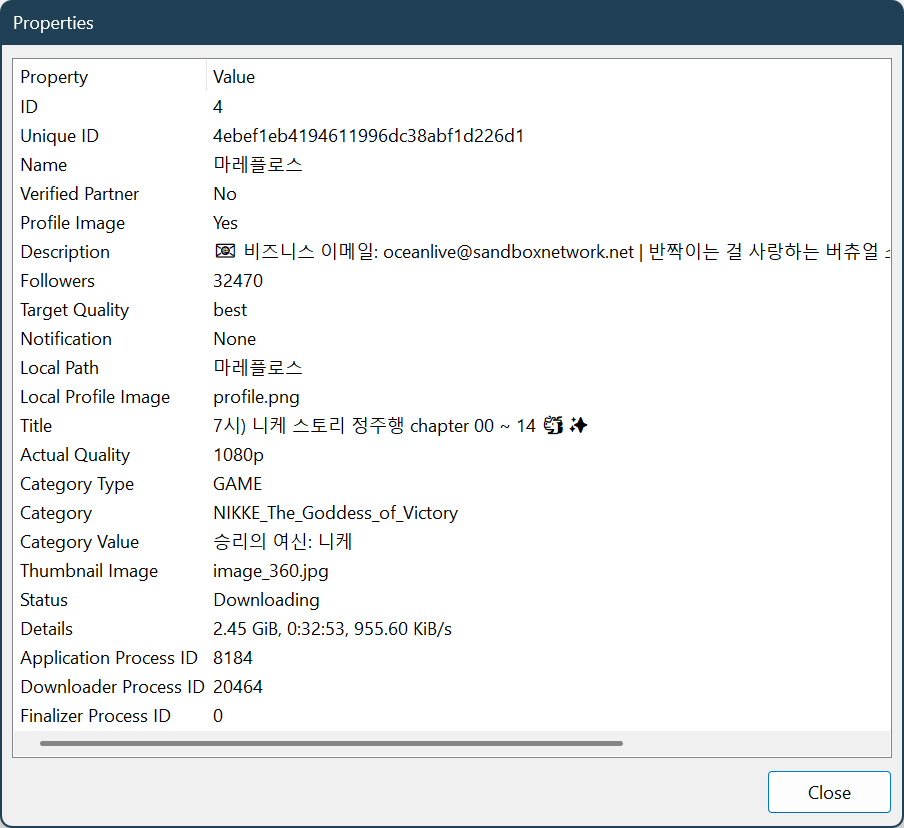 Properties
Property Value
ID 4
Unique ID 4ebef1eb4194611996dc38abf1d226d1
Name 마레플로스
Verified Partner No
Profile Image Yes
Description 📧 비즈니스 이메일: oceanlive@sandboxnetwork.net | 반짝이는 걸 사랑하는 버츄얼
Followers 32470
Target Quality best
Notification None
Local Path 마레플로스
Local Profile Image profile.png
Title 7시) 니케 스토리 정주행 chapter 00 ~ 14 ✨
Actual Quality 1080p
Category Type GAME
Category NIKKE_The_Goddess_of_Victory
Category Value 승리의 여신: 니케
Thumbnail Image image_360.jpg
Status Downloading
Details 2.45 GiB, 0:32:53, 955.60 KiB/s
Application Process ID 8184
Downloader Process ID 20464
Finalizer Process ID 0
Close